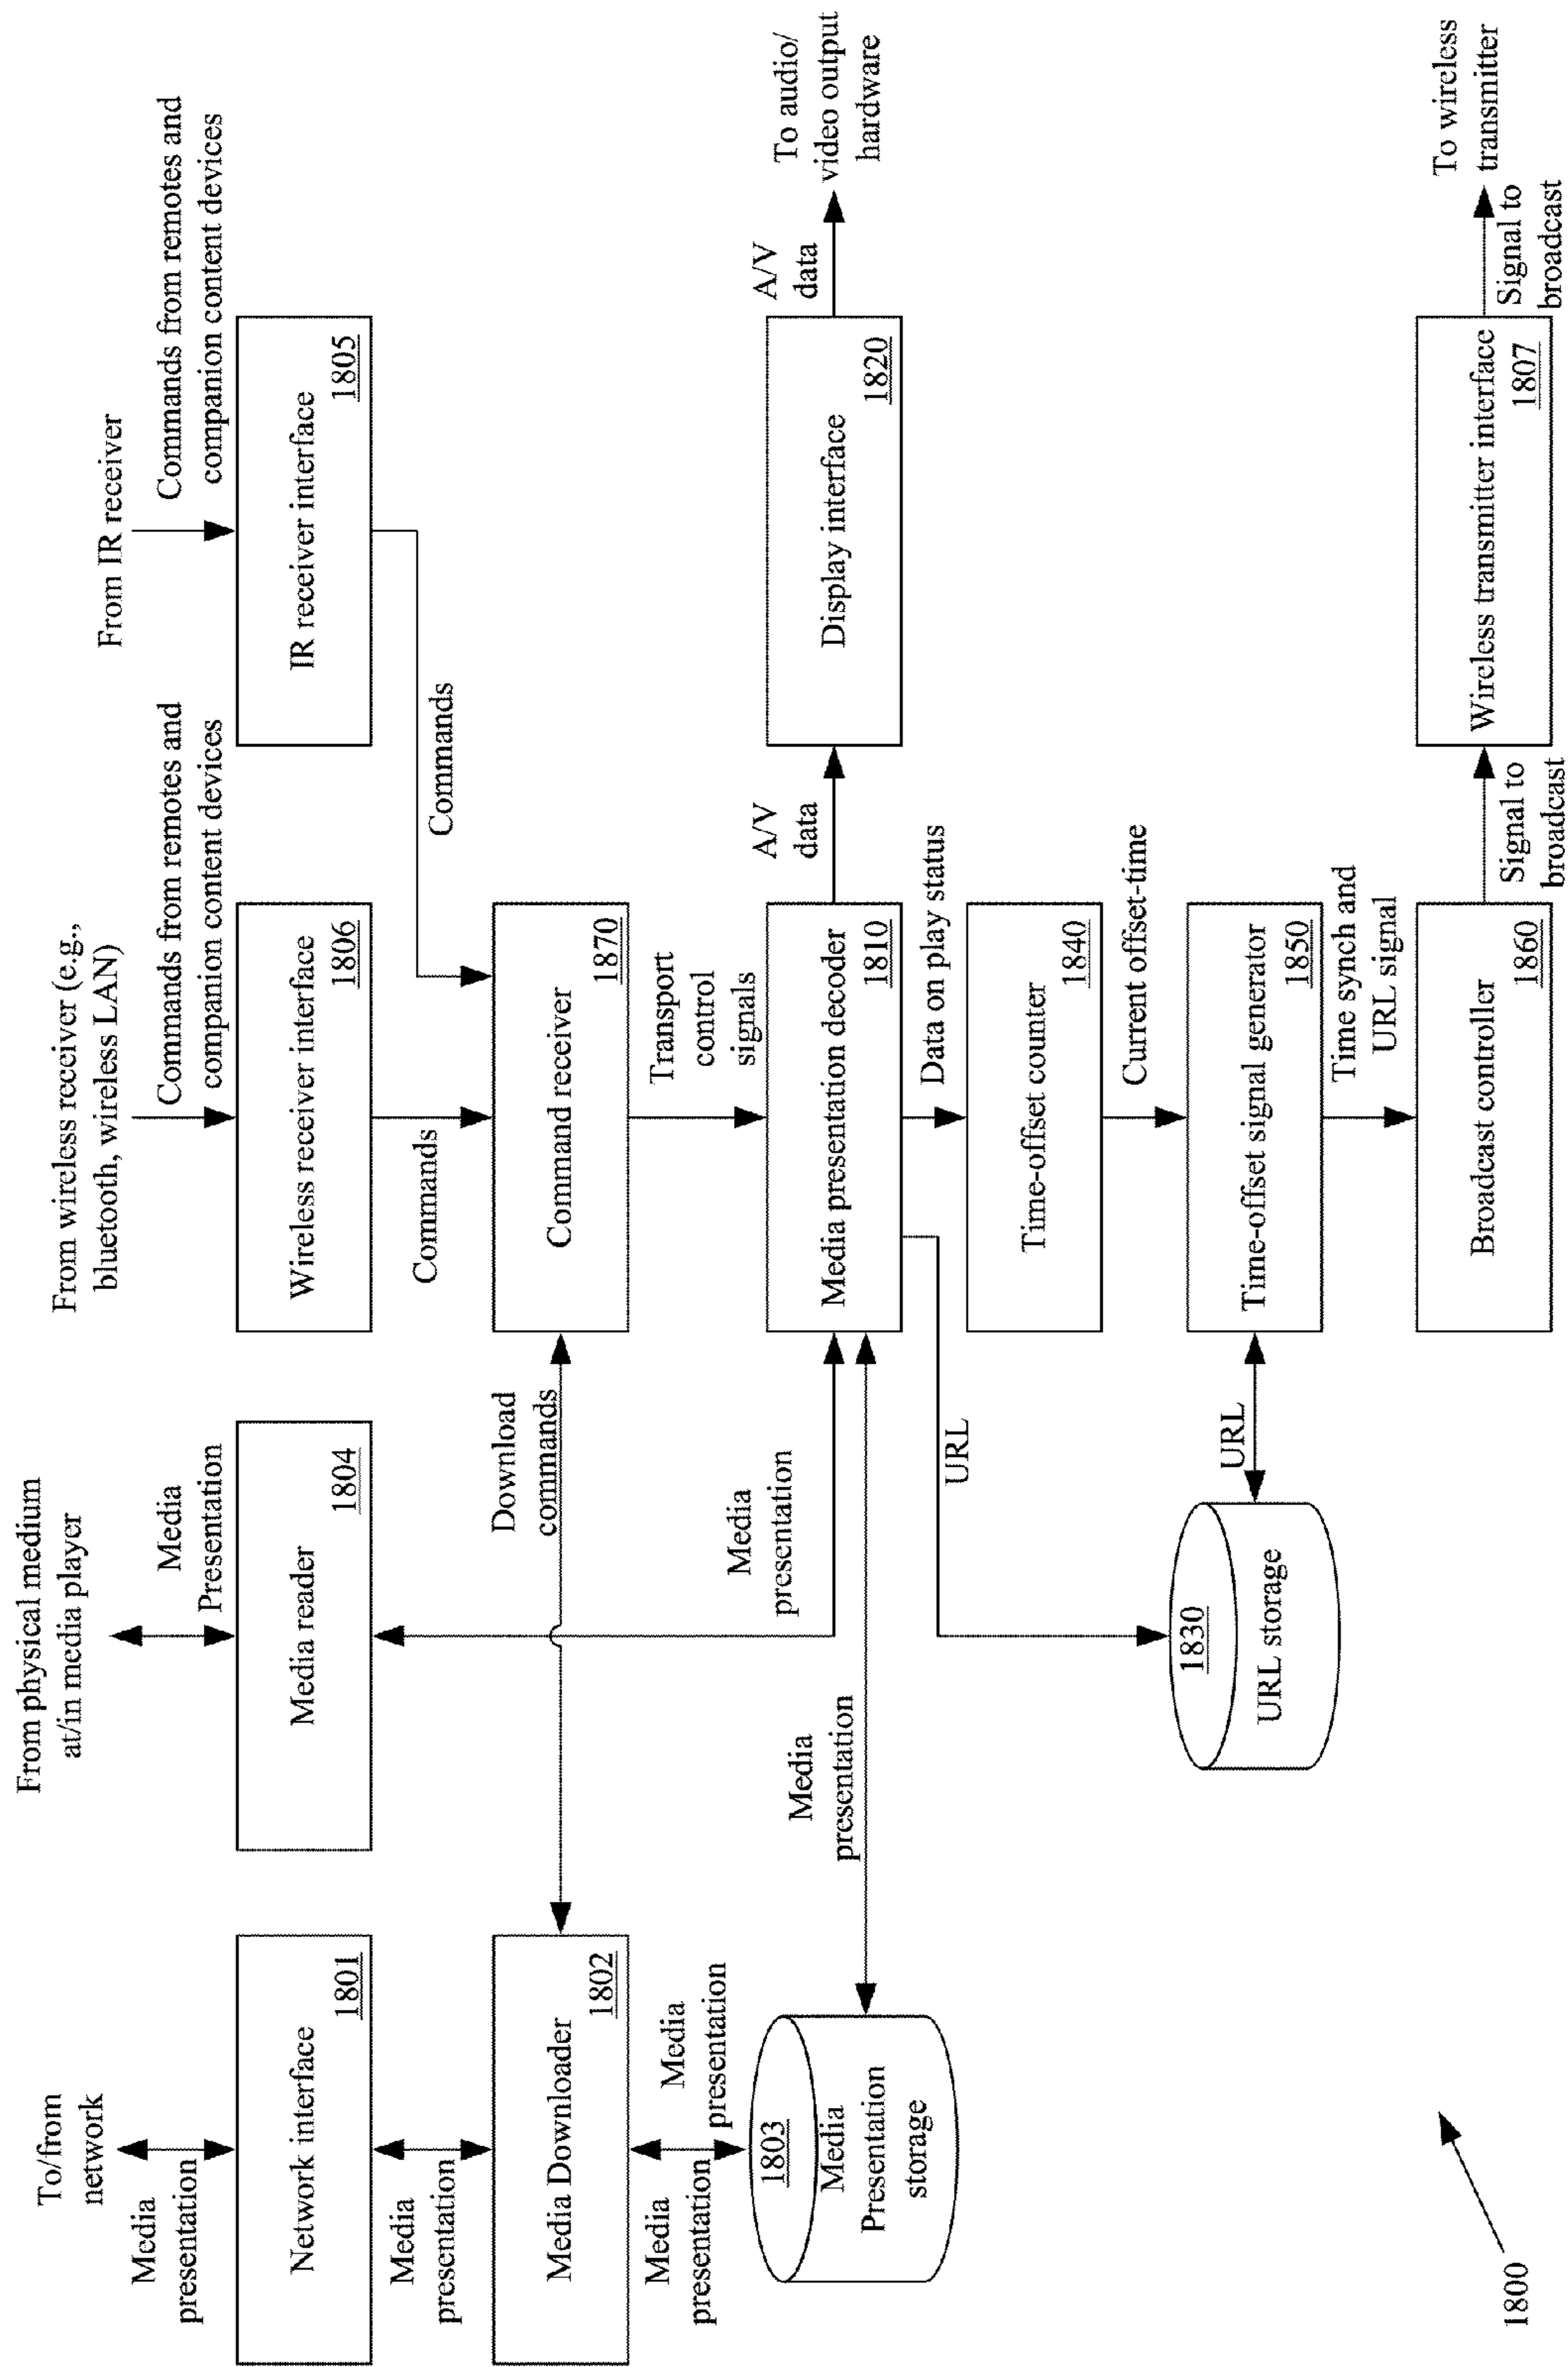 To/from
network
Media
presentation
Network interface
1801
Media
presentation
Media Downloader
1802
Media
presentation
Media
presentation
1803
Media
Presentation
storage
From physical medium
at/in media player
Media
Presentation
Media reader
1804
Download
commands
Media
presentation
Media
presentation
From wireless receiver (e.g.,
bluetooth, wireless LAN)
Commands from remotes and
companion content devices
Wireless receiver interface
1806
Commands
Command receiver
1870
Transport
control
signals
Media presentation decoder
1810
From IR receiver
Commands from remotes and
companion content devices
IR receiver interface
1805
Commands
A/V
data
Display interface
1820
A/V
data
To audio/
video output
hardware
Data on play status
Time-offset counter
1840
Current offset-time
URL
URL
1830
URL storage
Time-offset signal generator
1850
Time synch and
URL signal
Broadcast controller
1860
Signal to
broadcast
Wireless transmitter interface
1807
Signal to
broadcast
To wireless
transmitter
1800